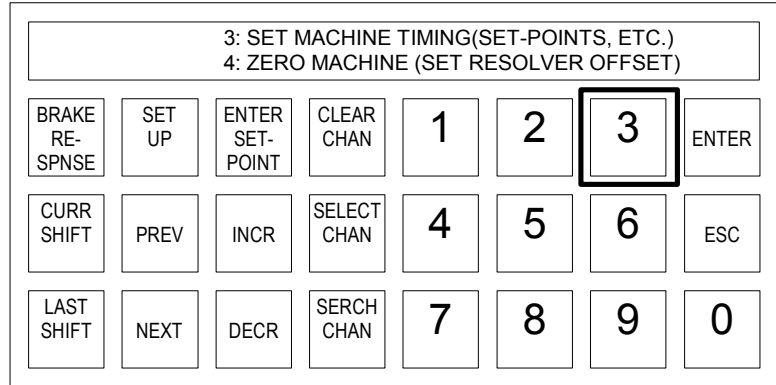 3: SET MACHINE TIMING(SET-POINTS, ETC.)
4: ZERO MACHINE (SET RESOLVER OFFSET)
BRAKE
RE-
SPNSE
SET
UP
ENTER
SET-
POINT
CLEAR
CHAN
1
2
3
ENTER
CURR
SHIFT
PREV
INCR
SELECT
CHAN
4
5
6
ESC
LAST
SHIFT
NEXT
DECR
SERCH
CHAN
7
8
9
0